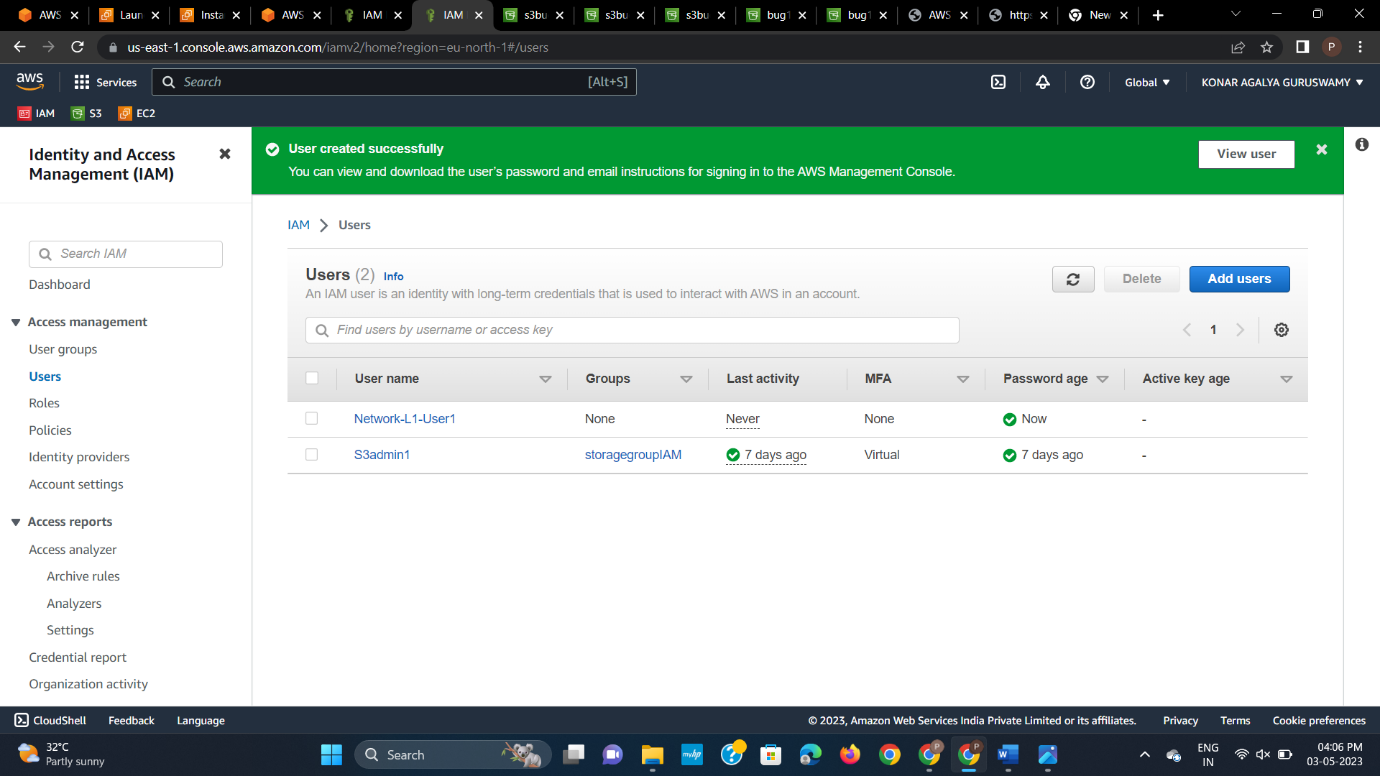 AWS
Laun
Insta
AWS
IAM
IAM
s3bu
s3bu
s3bu
bug1
bug1
AWS
http
New
us-east-1.console.aws.amazon.com/iamv2/home?region=eu-north-1#/users
P
aws
Services
Search
[Alt+S]
Global
KONAR AGALYA GURUSWAMY
IAM
S3
EC2
Identity and Access
Management (IAM)
Search IAM
Dashboard
Access management
User groups
Users
Roles
Policies
Identity providers
Account settings
Access reports
Access analyzer
Archive rules
Analyzers
Settings
Credential report
Organization activity
User created successfully
You can view and download the user's password and email instructions for signing in to the AWS Management Console.
View user
IAM > Users
Users (2) Info
An IAM user is an identity with long-term credentials that is used to interact with AWS in an account.
Delete
Add users
Find users by username or access key
1
User name Groups Last activity MFA Password age Active key age
Network-L1-User1 None Never None Now -
S3admin1 storagegroupIAM 7 days ago Virtual 7 days ago -
CloudShell Feedback Language
© 2023, Amazon Web Services India Private Limited or its affiliates. Privacy Terms Cookie preferences
32°C
Partly sunny
Search
myhp
P
P
W
ENG
IN
04:06 PM
03-05-2023